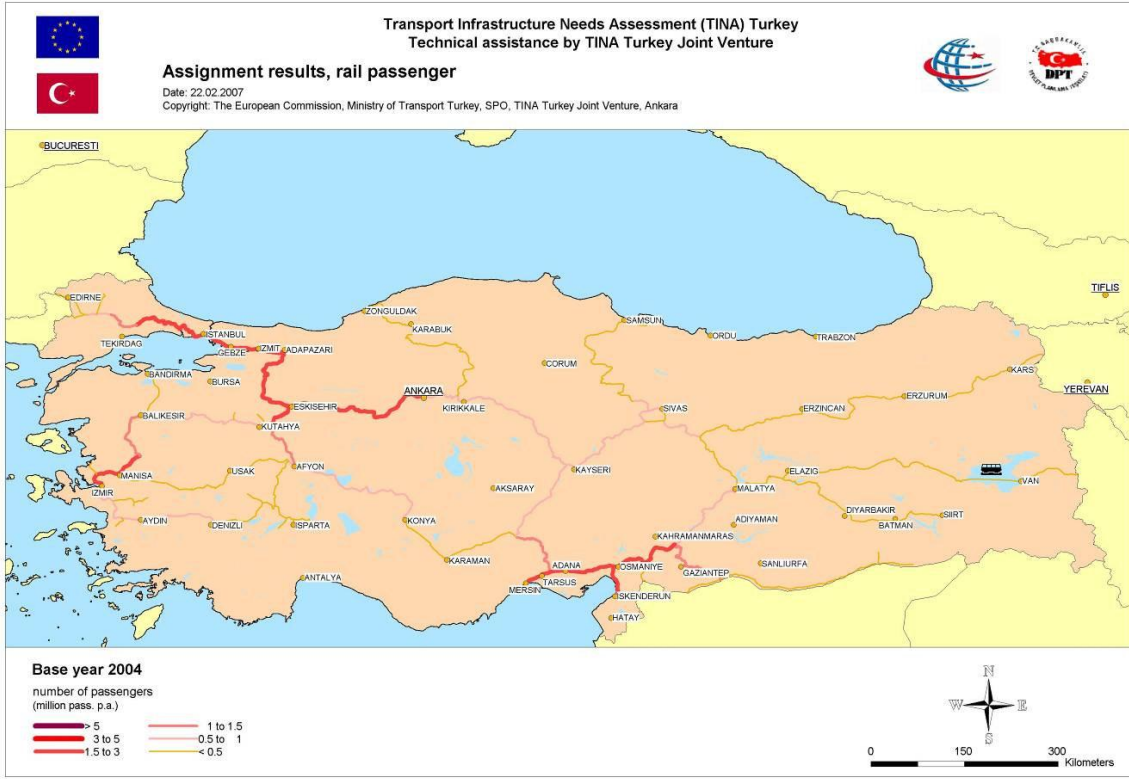 Transport Infrastructure Needs Assessment (TINA) Turkey
Technical assistance by TINA Turkey Joint Venture
Assignment results, rail passenger
Date: 22.02.2007
Copyright: The European Commission, Ministry of Transport Turkey, SPO, TINA Turkey Joint Venture, Ankara
DPT
BUCURESTI
TIFLIS
EDIRNE
ZONGULDAK
SAMSUN
KARABUK
ORDU
TRABZON
ISTANBUL
TEKIRDAG
GEBZE
IZMIT
ADAPAZARI
CORUM
KARS
BANDIRMA
BURSA
YEREVAN
ANKARA
ERZURUM
KIRIKKALE
ESKISEHIR
SIVAS
ERZINCAN
BALIKESIR
KUTAHYA
AFYON
KAYSERI
USAK
MANISA
ELAZIG
VAN
IZMIR
AKSARAY
MALATYA
AYDIN
DENIZLI
ISPARTA
KONYA
ADIYAMAN
DIYARBAKIR
BATMAN
SIIRT
KAHRAMANMARAS
KARAMAN
ADANA
OSMANIYE
GAZIANTEP
SANLIURFA
ANTALYA
TARSUS
MERSIN
ISKENDERUN
HATAY
Base year 2004
number of passengers
(million pass. p.a.)
> 5
3 to 5
1.5 to 3
1 to 1.5
0.5 to 1
< 0.5
N
W E
S
0 150 300
Kilometers